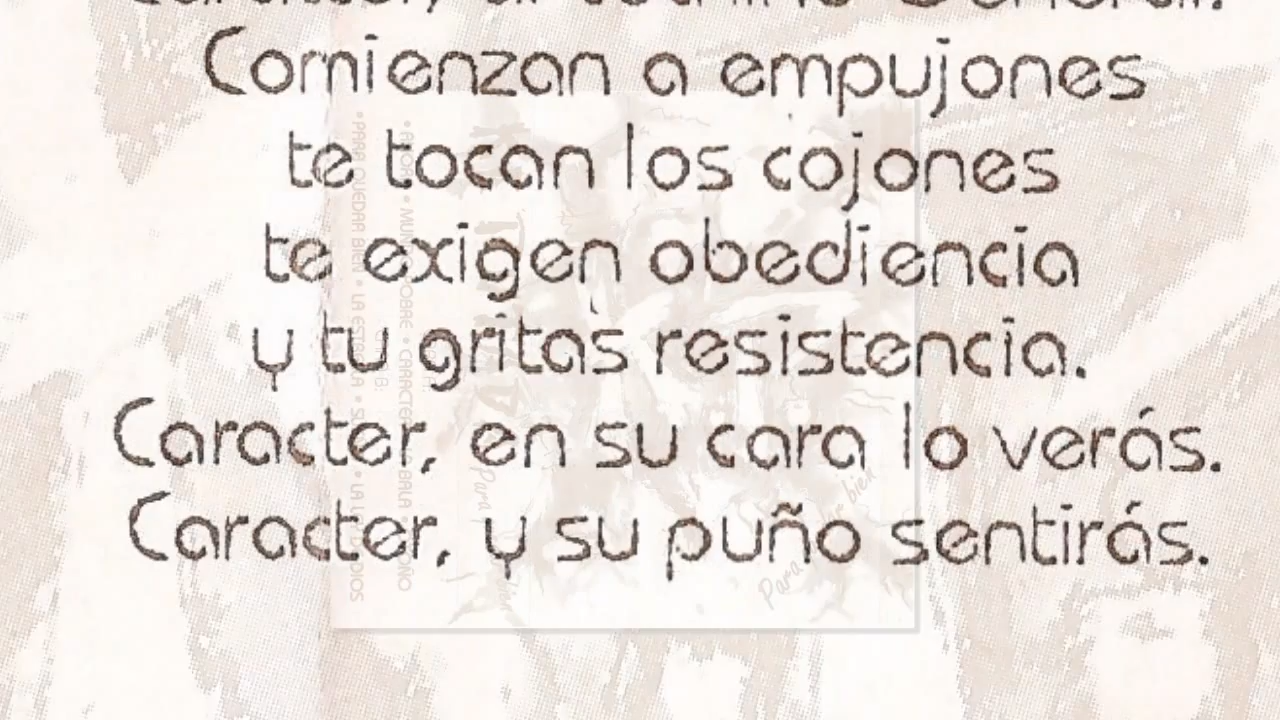 Comienzan a empujones
te tocan los cojones
te exigen obediencia
y tu gritas resistencia.
Caracter, en su cara lo verás.
Caracter, y su puño sentirás.